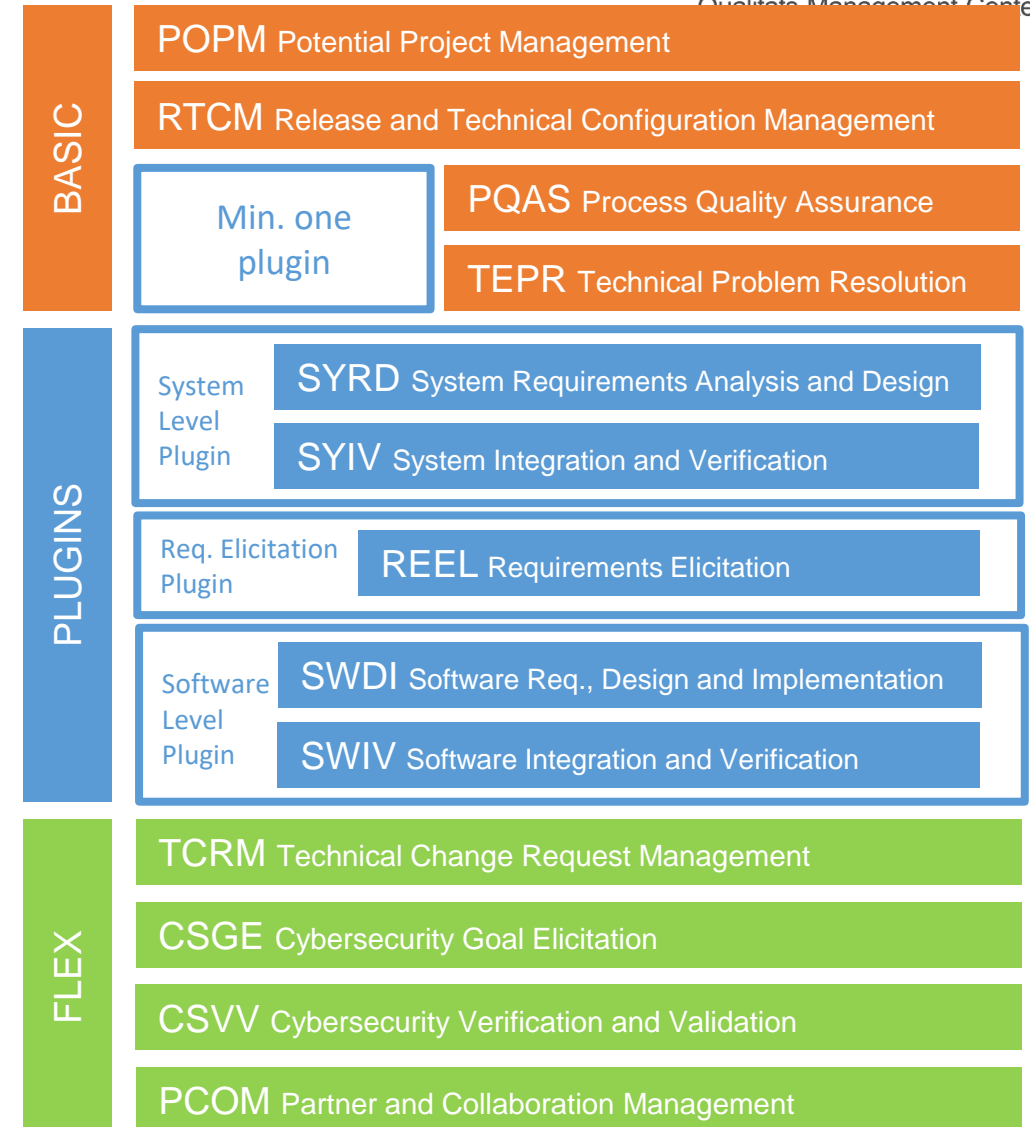 Qualitäts Management Cente
BASIC
POPM Potential Project Management
RTCM Release and Technical Configuration Management
Min. one
plugin
PQAS Process Quality Assurance
TEPR Technical Problem Resolution
PLUGINS
System
Level
Plugin
SYRD System Requirements Analysis and Design
SYIV System Integration and Verification
Req. Elicitation
Plugin
REEL Requirements Elicitation
Software
Level
Plugin
SWDI Software Req., Design and Implementation
SWIV Software Integration and Verification
FLEX
TCRM Technical Change Request Management
CSGE Cybersecurity Goal Elicitation
CSVV Cybersecurity Verification and Validation
PCOM Partner and Collaboration Management